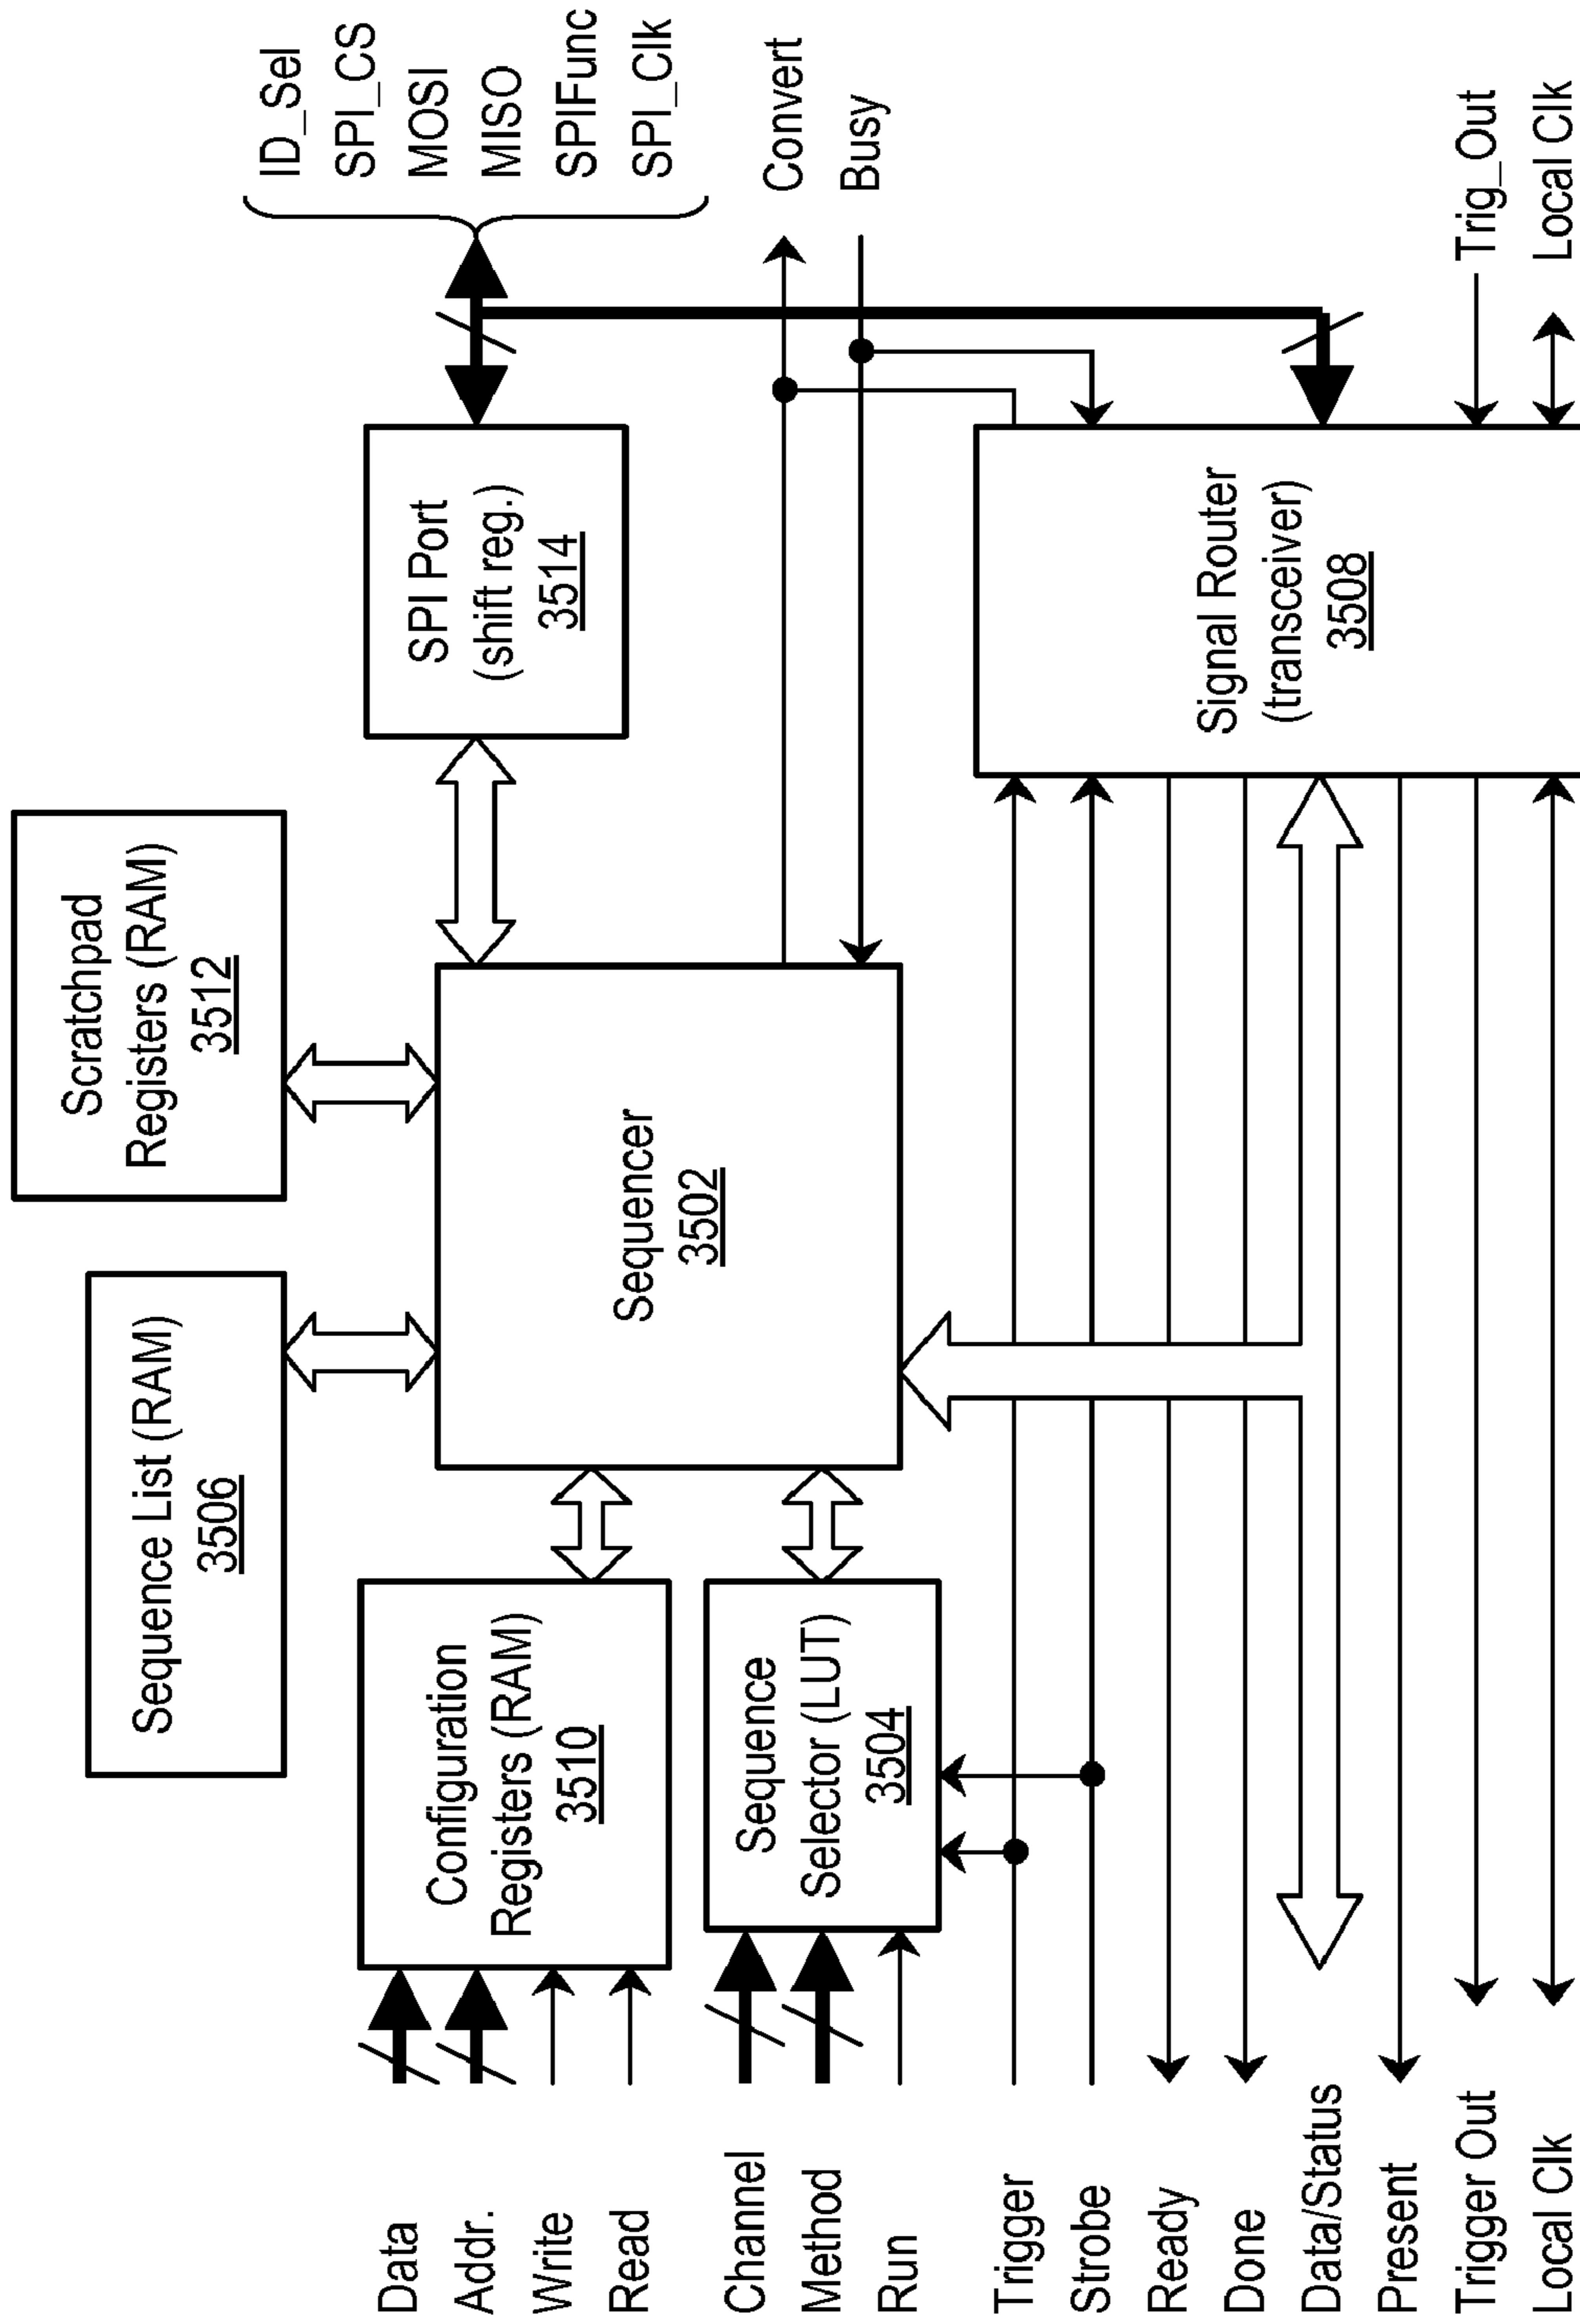 Sequence List (RAM)
3506
Scratchpad
Registers (RAM)
3512
Data
Addr.
Write
Read
Configuration
Registers (RAM)
3510
Channel
Method
Run
Sequence
Selector (LUT)
3504
Sequencer
3502
SPI Port
(shift reg.)
3514
ID_Sel
SPI_CS
MOSI
MISO
SPIFunc
SPI_Clk
Convert
Busy
Trigger
Strobe
Ready
Done
Data/Status
Present
Trigger Out
Local Clk
Signal Router
(transceiver)
3508
Trig_Out
Local Clk